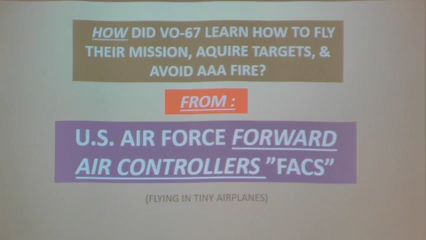 HOW DID VO-67 LEARN HOW TO FLY
THEIR MISSION, AQUIRE TARGETS, &
AVOID AAA FIRE?
FROM :
U.S. AIR FORCE FORWARD
AIR CONTROLLERS "FACS"
(FLYING IN TINY AIRPLANES)